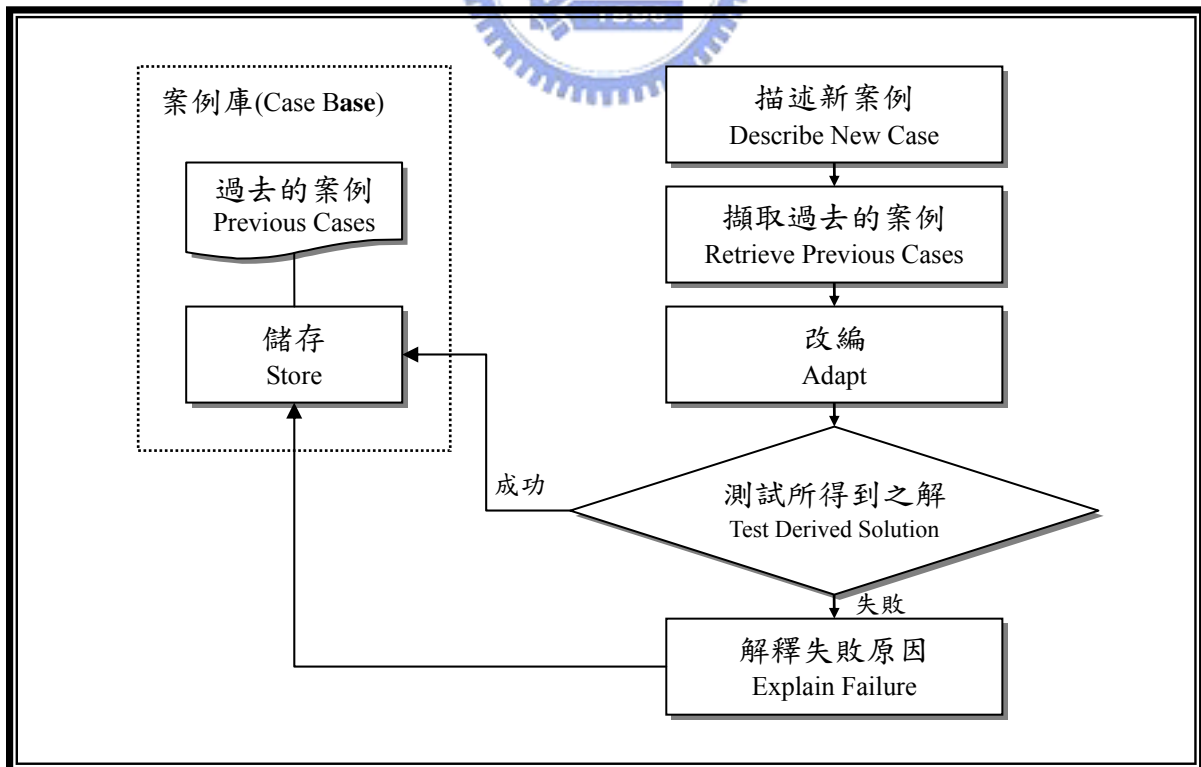 案例庫(Case Base)
過去的案例
Previous Cases
儲存
Store
描述新案例
Describe New Case
擷取過去的案例
Retrieve Previous Cases
改編
Adapt
測試所得到之解
Test Derived Solution
成功
失敗
解釋失敗原因
Explain Failure